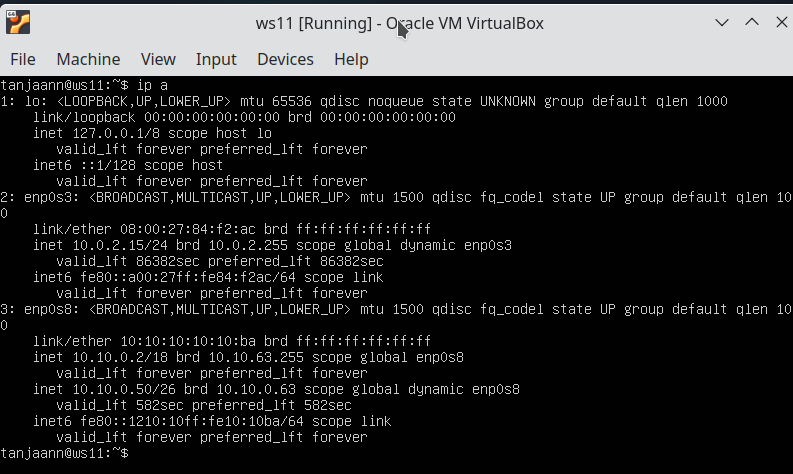 ws11 [Running] - Oracle VM VirtualBox
File Machine View Input Devices Help
tanjaann@ws11:~$ ip a
1: lo: <LOOPBACK,UP,LOWER_UP> mtu 65536 qdisc noqueue state UNKNOWN group default qlen 1000
    link/loopback 00:00:00:00:00:00 brd 00:00:00:00:00:00
    inet 127.0.0.1/8 scope host lo
       valid_lft forever preferred_lft forever
    inet6 ::1/128 scope host
       valid_lft forever preferred_lft forever
2: enp0s3: <BROADCAST,MULTICAST,UP,LOWER_UP> mtu 1500 qdisc fq_codel state UP group default qlen 10
0
    link/ether 08:00:27:84:f2:ac brd ff:ff:ff:ff:ff:ff
    inet 10.0.2.15/24 brd 10.0.2.255 scope global dynamic enp0s3
       valid_lft 86382sec preferred_lft 86382sec
    inet6 fe80::a00:27ff:fe84:f2ac/64 scope link
       valid_lft forever preferred_lft forever
3: enp0s8: <BROADCAST,MULTICAST,UP,LOWER_UP> mtu 1500 qdisc fq_codel state UP group default qlen 10
0
    link/ether 10:10:10:10:10:ba brd ff:ff:ff:ff:ff:ff
    inet 10.10.0.2/18 brd 10.10.63.255 scope global enp0s8
       valid_lft forever preferred_lft forever
    inet 10.10.0.50/26 brd 10.10.0.63 scope global dynamic enp0s8
       valid_lft 582sec preferred_lft 582sec
    inet6 fe80::1210:10ff:fe10:10ba/64 scope link
       valid_lft forever preferred_lft forever
tanjaann@ws11:~$